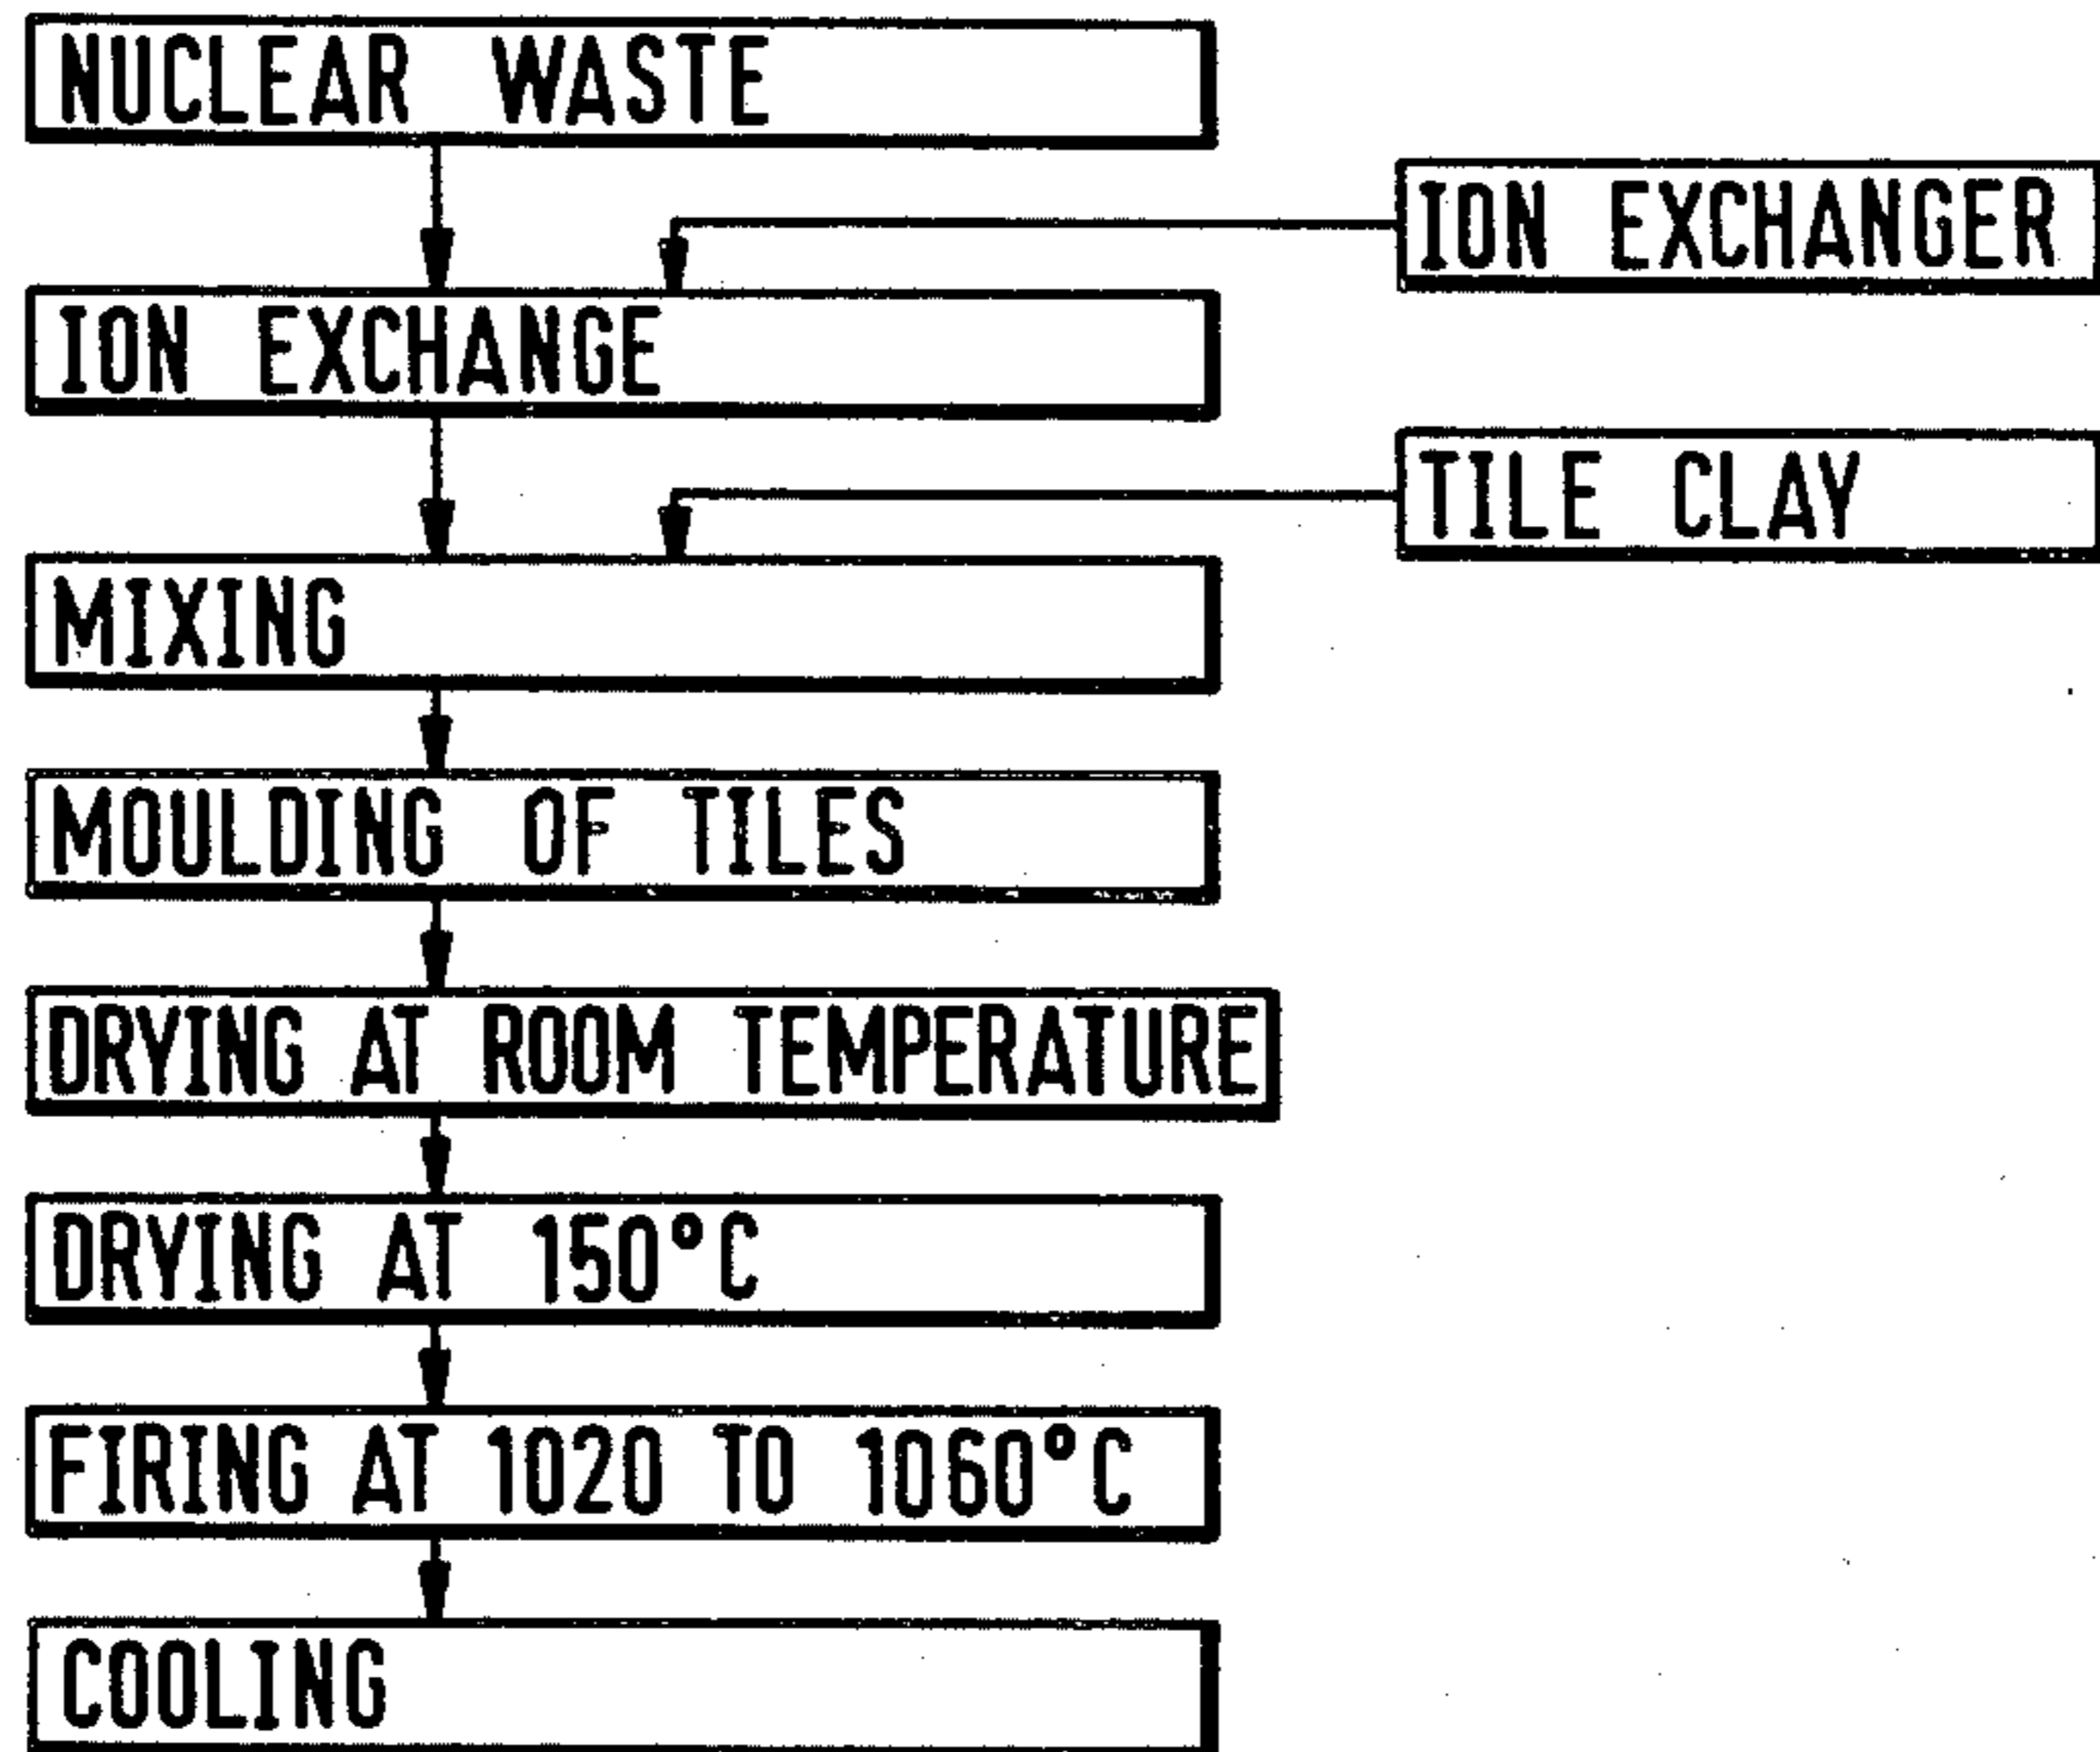 NUCLEAR WASTE
ION EXCHANGER
ION EXCHANGE
TILE CLAY
MIXING
MOULDING OF TILES
DRYING AT ROOM TEMPERATURE
DRYING AT 150°C
FIRING AT 1020 TO 1060°C
COOLING